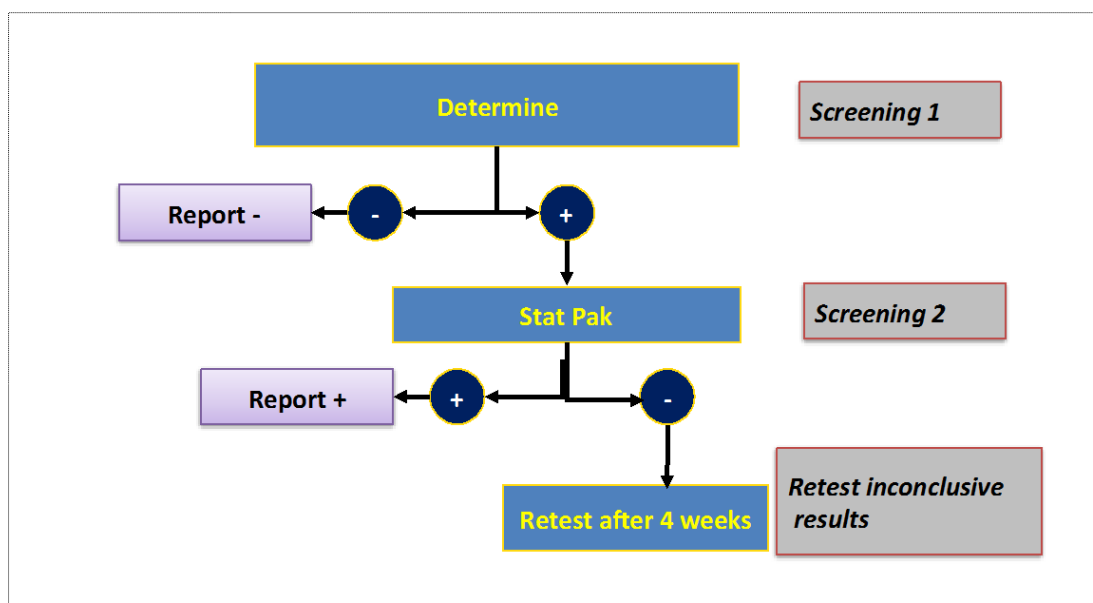 Determine
Screening 1
Report -
-
+
Stat Pak
Screening 2
Report +
+
-
Retest after 4 weeks
Retest inconclusive
results